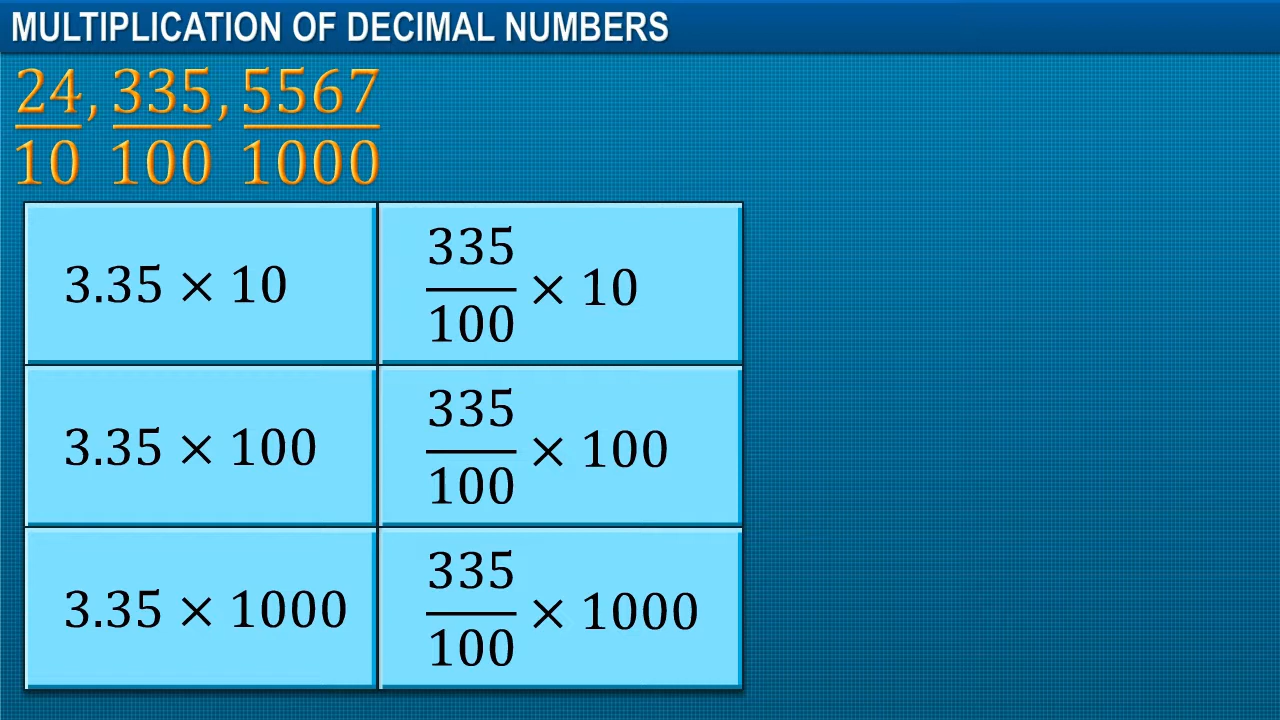 MULTIPLICATION OF DECIMAL NUMBERS
24/10, 335/100, 5567/1000
3.35 × 10 335/100 × 10
3.35 × 100 335/100 × 100
3.35 × 1000 335/100 × 1000